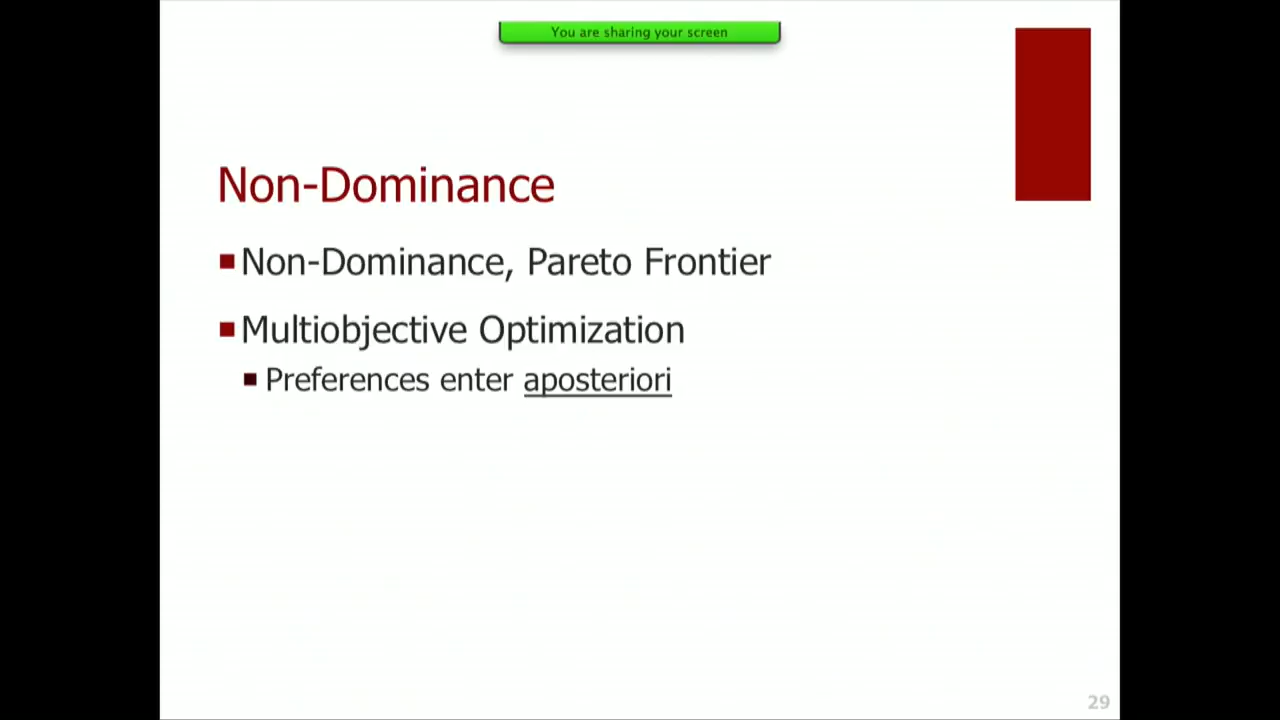 You are sharing your screen
Non-Dominance
Non-Dominance, Pareto Frontier
Multiobjective Optimization
Preferences enter aposteriori
29